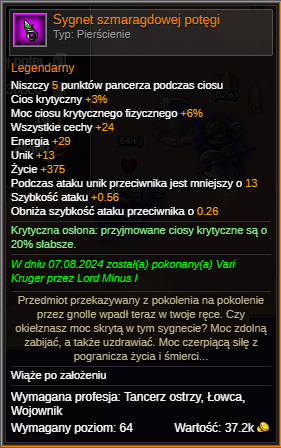 Sygnet szmaragdowej potęgi
Typ: Pierścienie
Legendarny
Niszczy 5 punktów pancerza podczas ciosu
Cios krytyczny +3%
Moc ciosu krytycznego fizycznego +6%
Wszystkie cechy +24
Energia +29
Unik +13
Życie +375
Podczas ataku unik przeciwnika jest mniejszy o 13
Szybkość ataku +0.56
Obniża szybkość ataku przeciwnika o 0.26
Krytyczna osłona: przyjmowane ciosy krytyczne są o
20% słabsze.
W dniu 07.08.2024 został(a) pokonany(a) Vari
Kruger przez Lord Minus I
Przedmiot przekazywany z pokolenia na pokolenie
przez gnolle wpadł teraz w twoje ręce. Czy
okiełznasz moc skrytą w tym sygnecie? Moc zdolną
zabijać, a także uzdrawiać. Moc czerpiącą siłę z
pogranicza życia i śmierci...
Wiąże po założeniu
Wymagana profesja: Tancerz ostrzy, Łowca,
Wojownik
Wymagany poziom: 64 Wartość: 37.2k